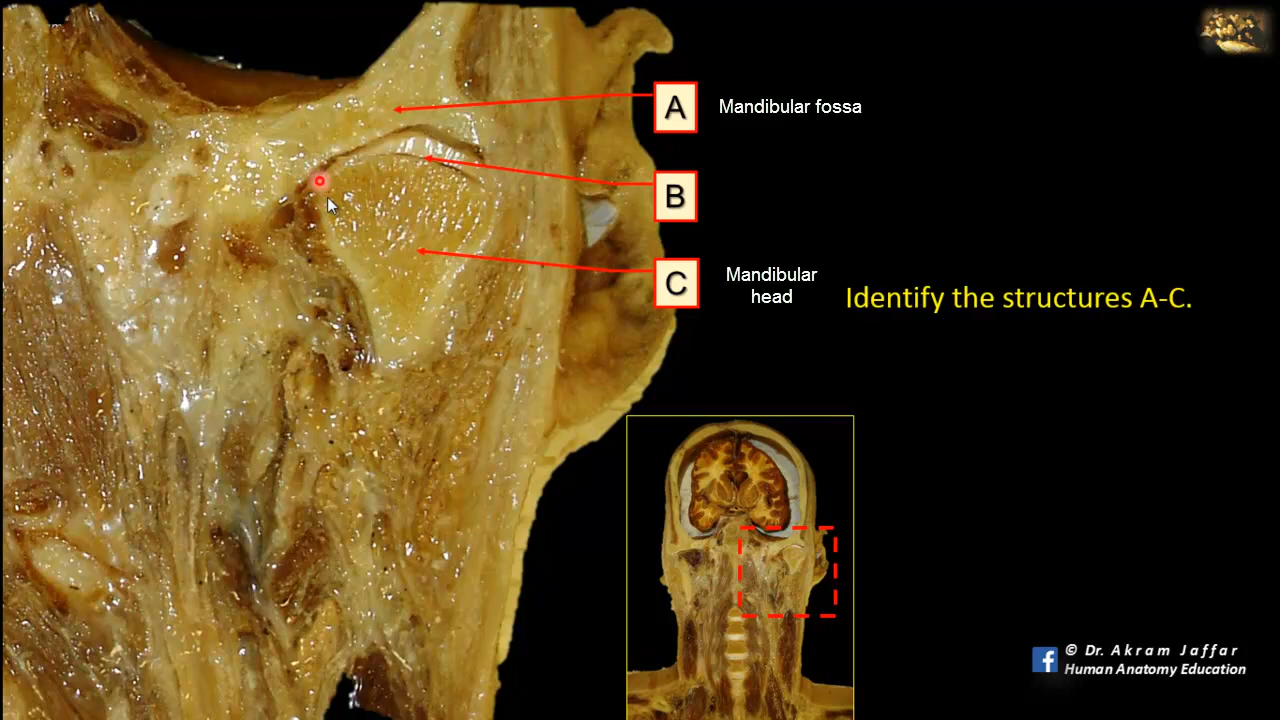 A
Mandibular fossa
B
C
Mandibular
head
Identify the structures A-C.
© Dr. Akram Jaffar
Human Anatomy Education